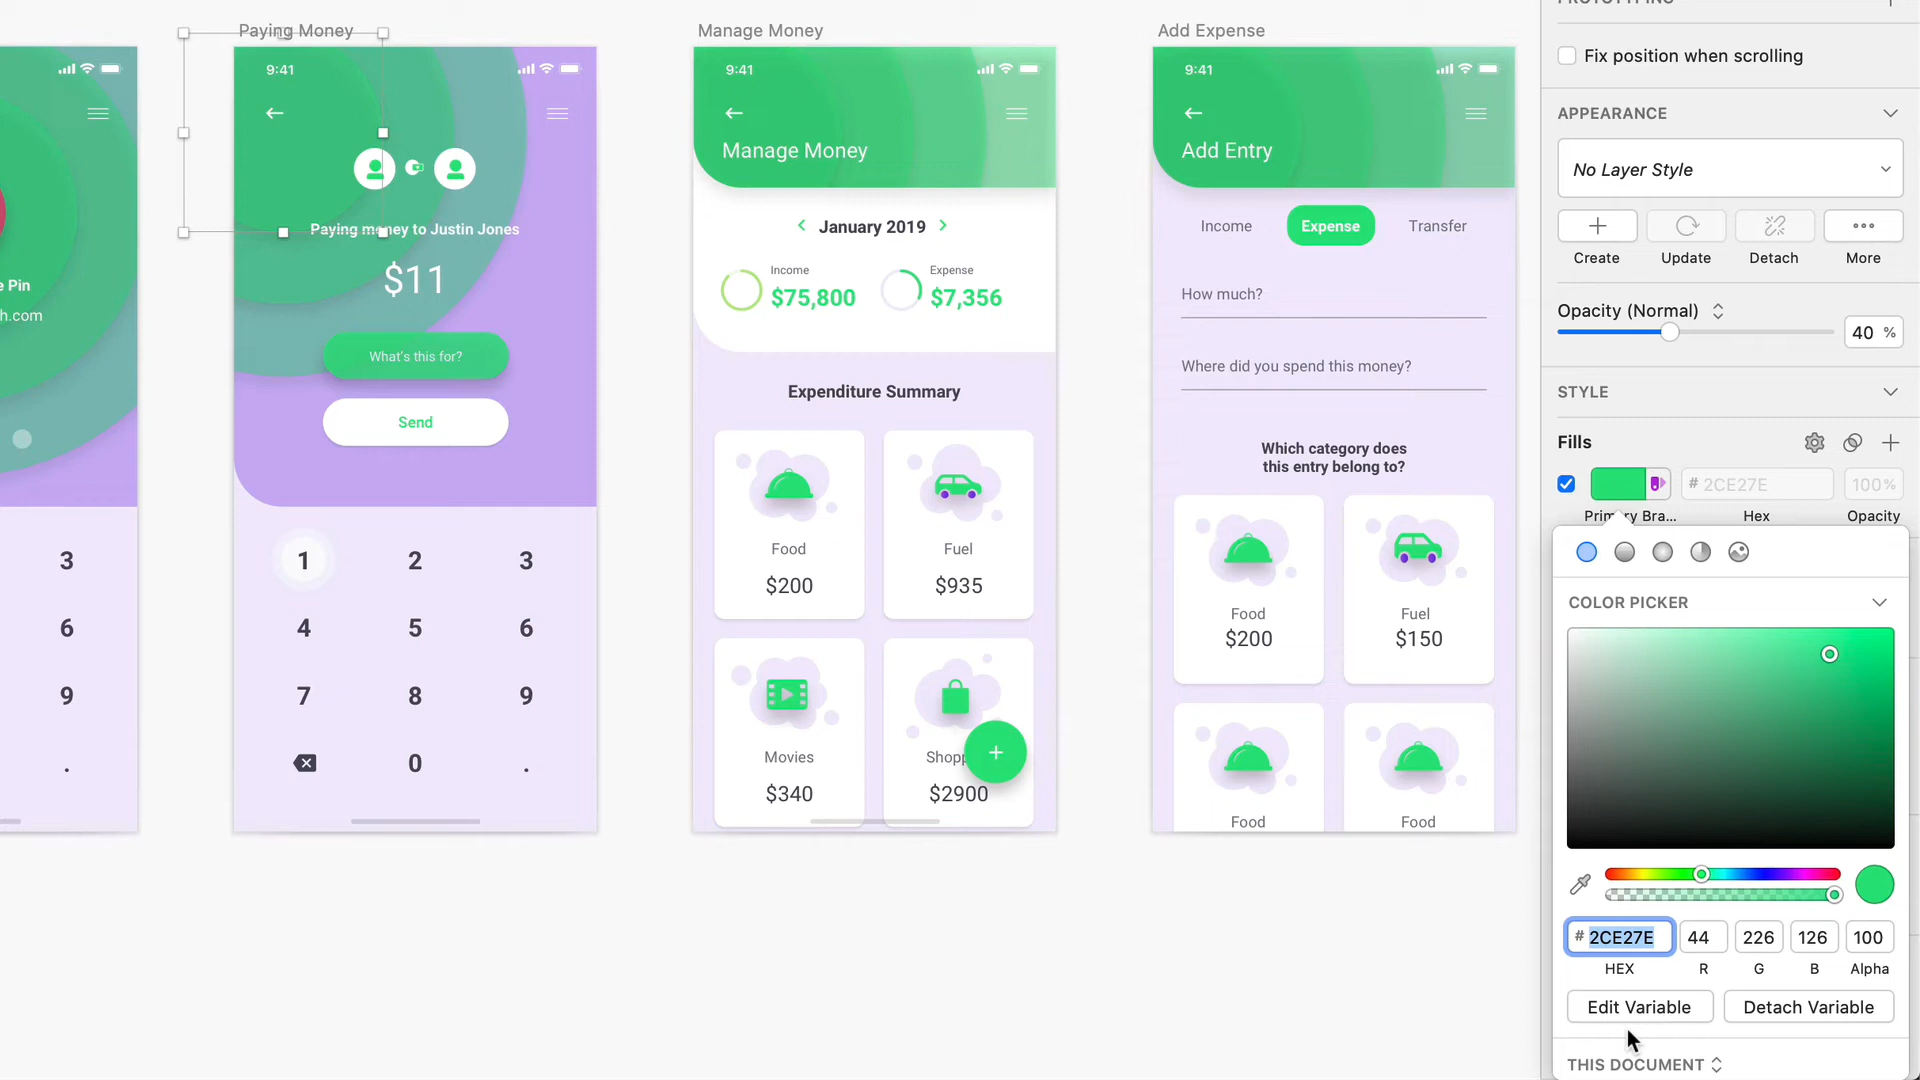 e Pin
h.com
3
6
9
.
Paying Money
9:41
Paying money to Justin Jones
$11
What's this for?
Send
1 2 3
4 5 6
7 8 9
0 .
Manage Money
9:41
Manage Money
January 2019
Income
$75,800
Expense
$7,356
Expenditure Summary
Food
$200
Fuel
$935
Movies
$340
Shopp
$2900
+
Add Expense
9:41
Add Entry
Income Expense Transfer
How much?
Where did you spend this money?
Which category does
this entry belong to?
Food
$200
Fuel
$150
Food
Food
Fix position when scrolling
APPEARANCE
No Layer Style
Create Update Detach More
Opacity (Normal)
40 %
STYLE
Fills
# 2CE27E 100%
Primary Bra... Hex Opacity
COLOR PICKER
# 2CE27E 44 226 126 100
HEX R G B Alpha
Edit Variable Detach Variable
THIS DOCUMENT